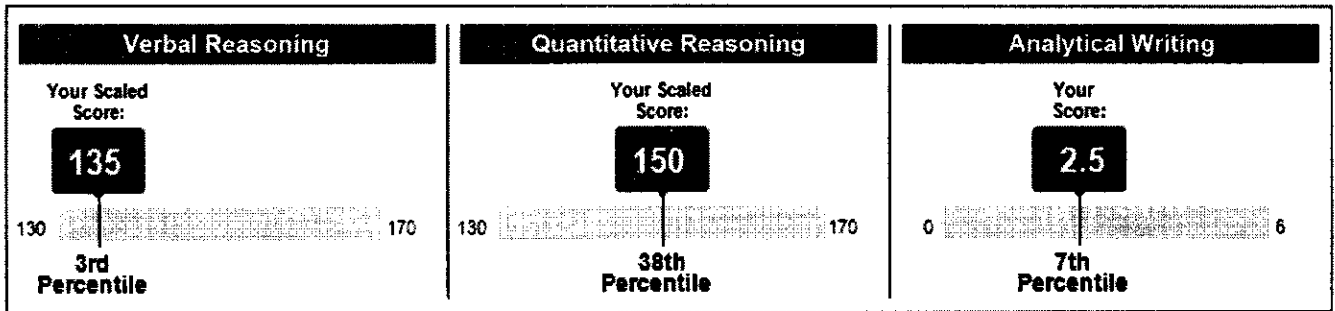 Verbal Reasoning
Your Scaled
Score:
135
130
170
3rd
Percentile
Quantitative Reasoning
Your Scaled
Score:
150
130
170
38th
Percentile
Analytical Writing
Your
Score:
2.5
0
6
7th
Percentile